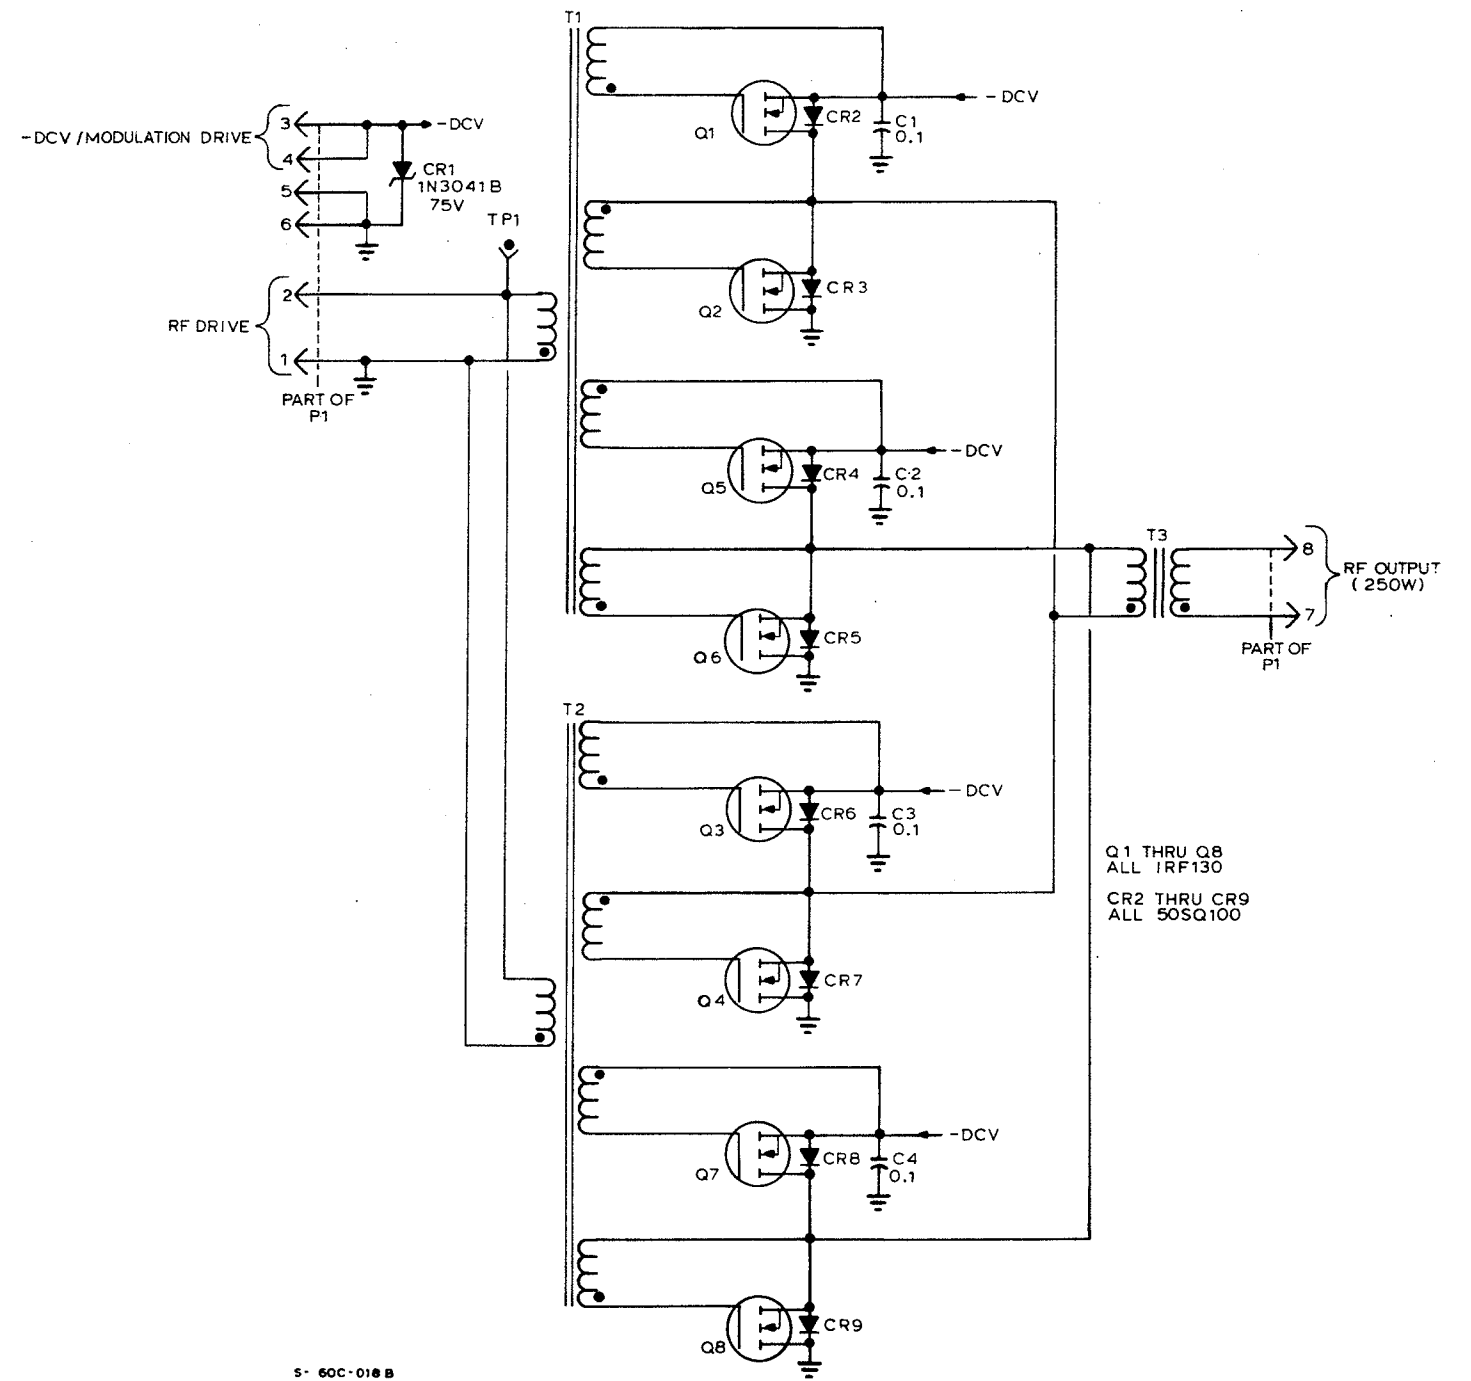 T1
-DCV
-DCV/MODULATION DRIVE
3
4
5
6
-DCV
CR1
1N3041B
75V
TP1
Q1
CR2
C1
0.1
RF DRIVE
2
1
PART OF
P1
Q2
CR3
Q5
CR4
C2
0.1
-DCV
Q6
CR5
T3
8
7
RF OUTPUT
(250W)
PART OF
P1
T2
Q3
CR6
C3
0.1
-DCV
Q1 THRU Q8
ALL IRF130
CR2 THRU CR9
ALL 50SQ100
Q4
CR7
Q7
CR8
C4
0.1
-DCV
Q8
CR9
S- 60C-018B